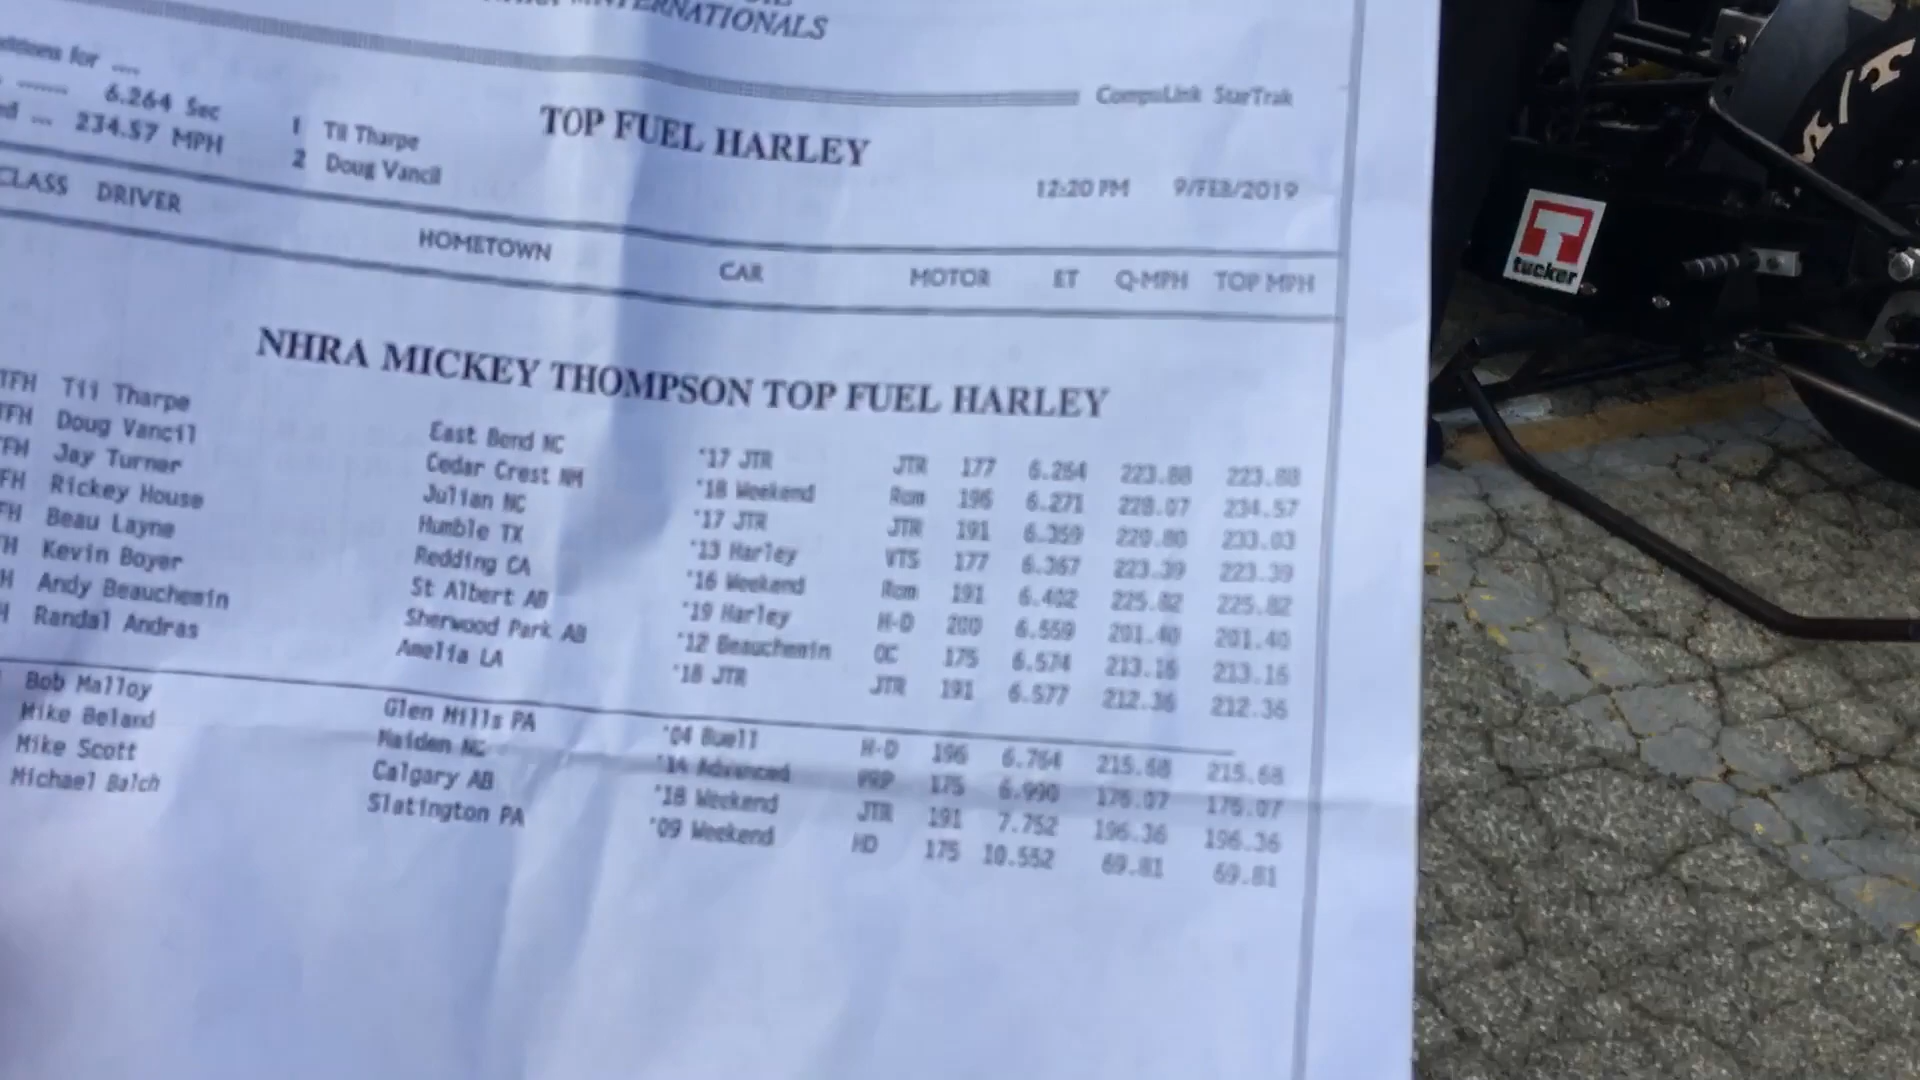 INTERNATIONALS
CompuLink StarTrak
for ----
6.264 Sec
234.57 MPH
1 Tii Tharpe
2 Doug Vancil
TOP FUEL HARLEY
12:20 PM 9/FEB/2019
CLASS DRIVER HOMETOWN CAR MOTOR ET Q-MPH TOP MPH
NHRA MICKEY THOMPSON TOP FUEL HARLEY
TFH Tii Tharpe East Bend NC '17 JTR JTR 177 6.264 223.88 223.88
TFH Doug Vancil Cedar Crest NM '18 Weekend Rom 196 6.271 228.07 234.57
FH Jay Turner Julian NC '17 JTR JTR 191 6.359 220.80 233.03
FH Rickey House Humble TX '13 Harley VTS 177 6.367 223.39 223.39
FH Beau Layne Redding CA '16 Weekend Rom 191 6.402 225.82 225.82
H Kevin Boyer St Albert AB '19 Harley H-D 200 6.559 201.40 201.40
H Andy Beauchemin Sherwood Park AB '12 Beauchemin OC 175 6.574 213.16 213.16
H Randal Andras Amelia LA '18 JTR JTR 191 6.577 212.36 212.36
Bob Malloy Glen Mills PA '04 Buell H-D 196 6.764 215.68 215.68
Mike Beland Maiden NC '14 Advanced PRP 175 6.990 176.07 176.07
Mike Scott Calgary AB '18 Weekend JTR 191 7.752 196.36 196.36
Michael Balch Slatington PA '09 Weekend HD 175 10.552 69.81 69.81
T
tucker